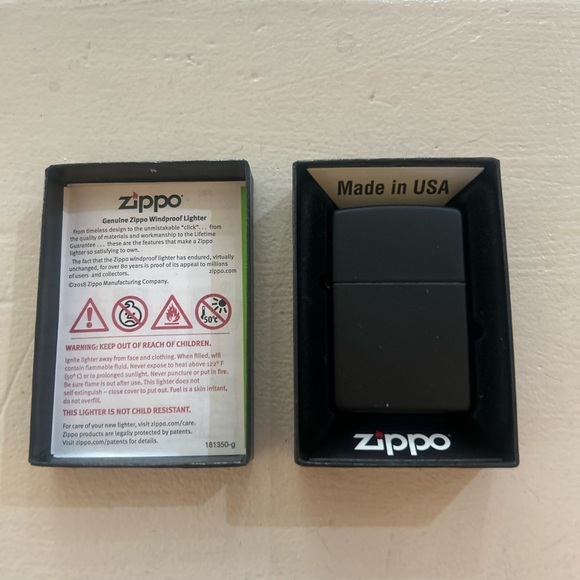 Zippo
Genuine Zippo Windproof Lighter
From timeless design to the unmistakable "click". . . from
the quality of materials and workmanship to the Lifetime
Guarantee . . . these are the features that make a Zippo
lighter so satisfying to own.
The fact that the Zippo windproof lighter has endured, virtually
unchanged, for over 80 years is proof of its appeal to millions
of users and collectors.
zippo.com
©2018 Zippo Manufacturing Company.
50°C
WARNING: KEEP OUT OF REACH OF CHILDREN.
Ignite lighter away from face and clothing. When filled, will
contain flammable fluid. Never expose to heat above 122° F
(50° C) or to prolonged sunlight. Never puncture or put in fire.
Be sure flame is out after use. This lighter does not
self-extinguish – close cover to put out. Fuel is a skin irritant,
do not overfill.
THIS LIGHTER IS NOT CHILD RESISTANT.
For care of your new lighter, visit zippo.com/care.
Zippo products are legally protected by patents.
Visit zippo.com/patents for details.
181350-g
Made in USA
Zippo